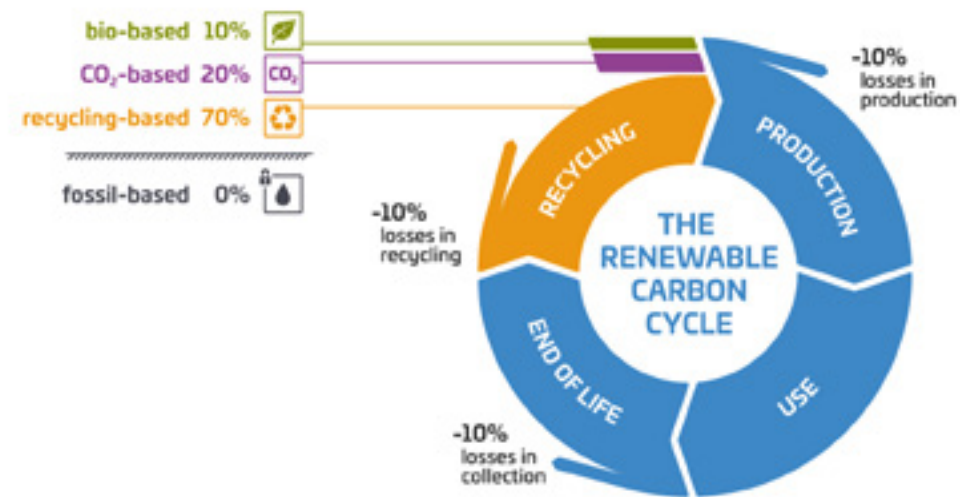 bio-based 10%
CO₂-based 20%
CO₂
recycling-based 70%
fossil-based 0%
-10%
losses in
production
PRODUCTION
RECYCLING
-10%
losses in
recycling
THE
RENEWABLE
CARBON
CYCLE
END OF LIFE
USE
-10%
losses in
collection